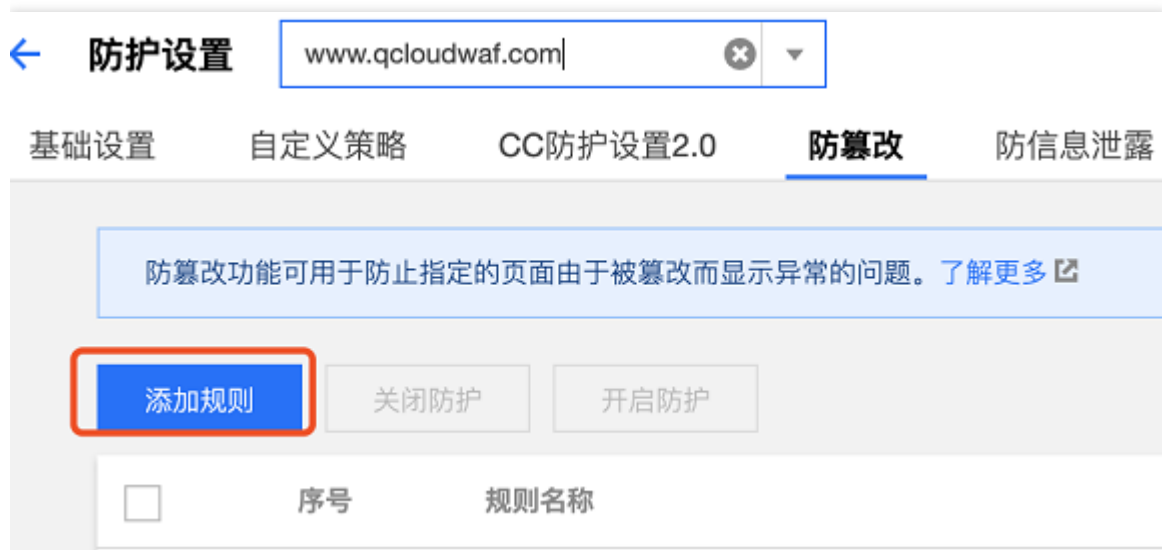 防护设置 www.qcloudwaf.com
基础设置 自定义策略 CC防护设置2.0 防篡改 防信息泄露
防篡改功能可用于防止指定的页面由于被篡改而显示异常的问题。了解更多
添加规则 关闭防护 开启防护
序号 规则名称